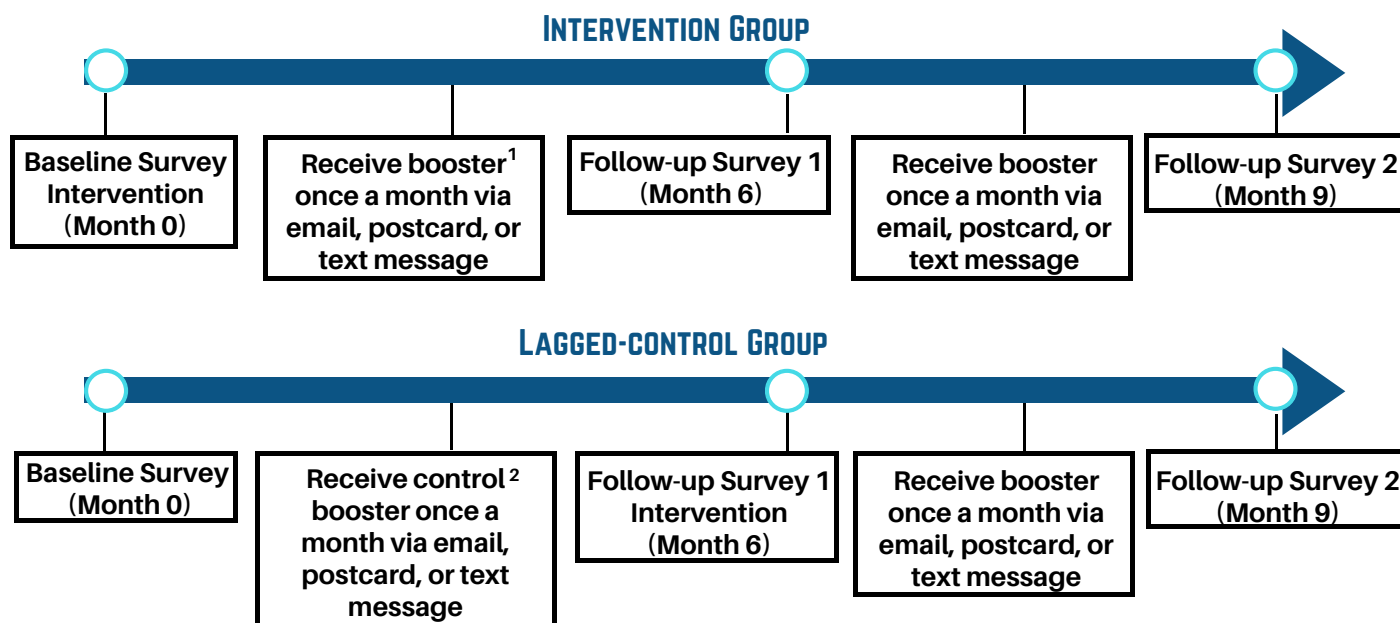 INTERVENTION GROUP
Baseline Survey
Intervention
(Month 0)
Receive booster¹
once a month via
email, postcard, or
text message
Follow-up Survey 1
(Month 6)
Receive booster
once a month via
email, postcard, or
text message
Follow-up Survey 2
(Month 9)
LAGGED-CONTROL GROUP
Baseline Survey
(Month 0)
Receive control²
booster once a
month via email,
postcard, or text
message
Follow-up Survey 1
Intervention
(Month 6)
Receive booster
once a month via
email, postcard, or
text message
Follow-up Survey 2
(Month 9)